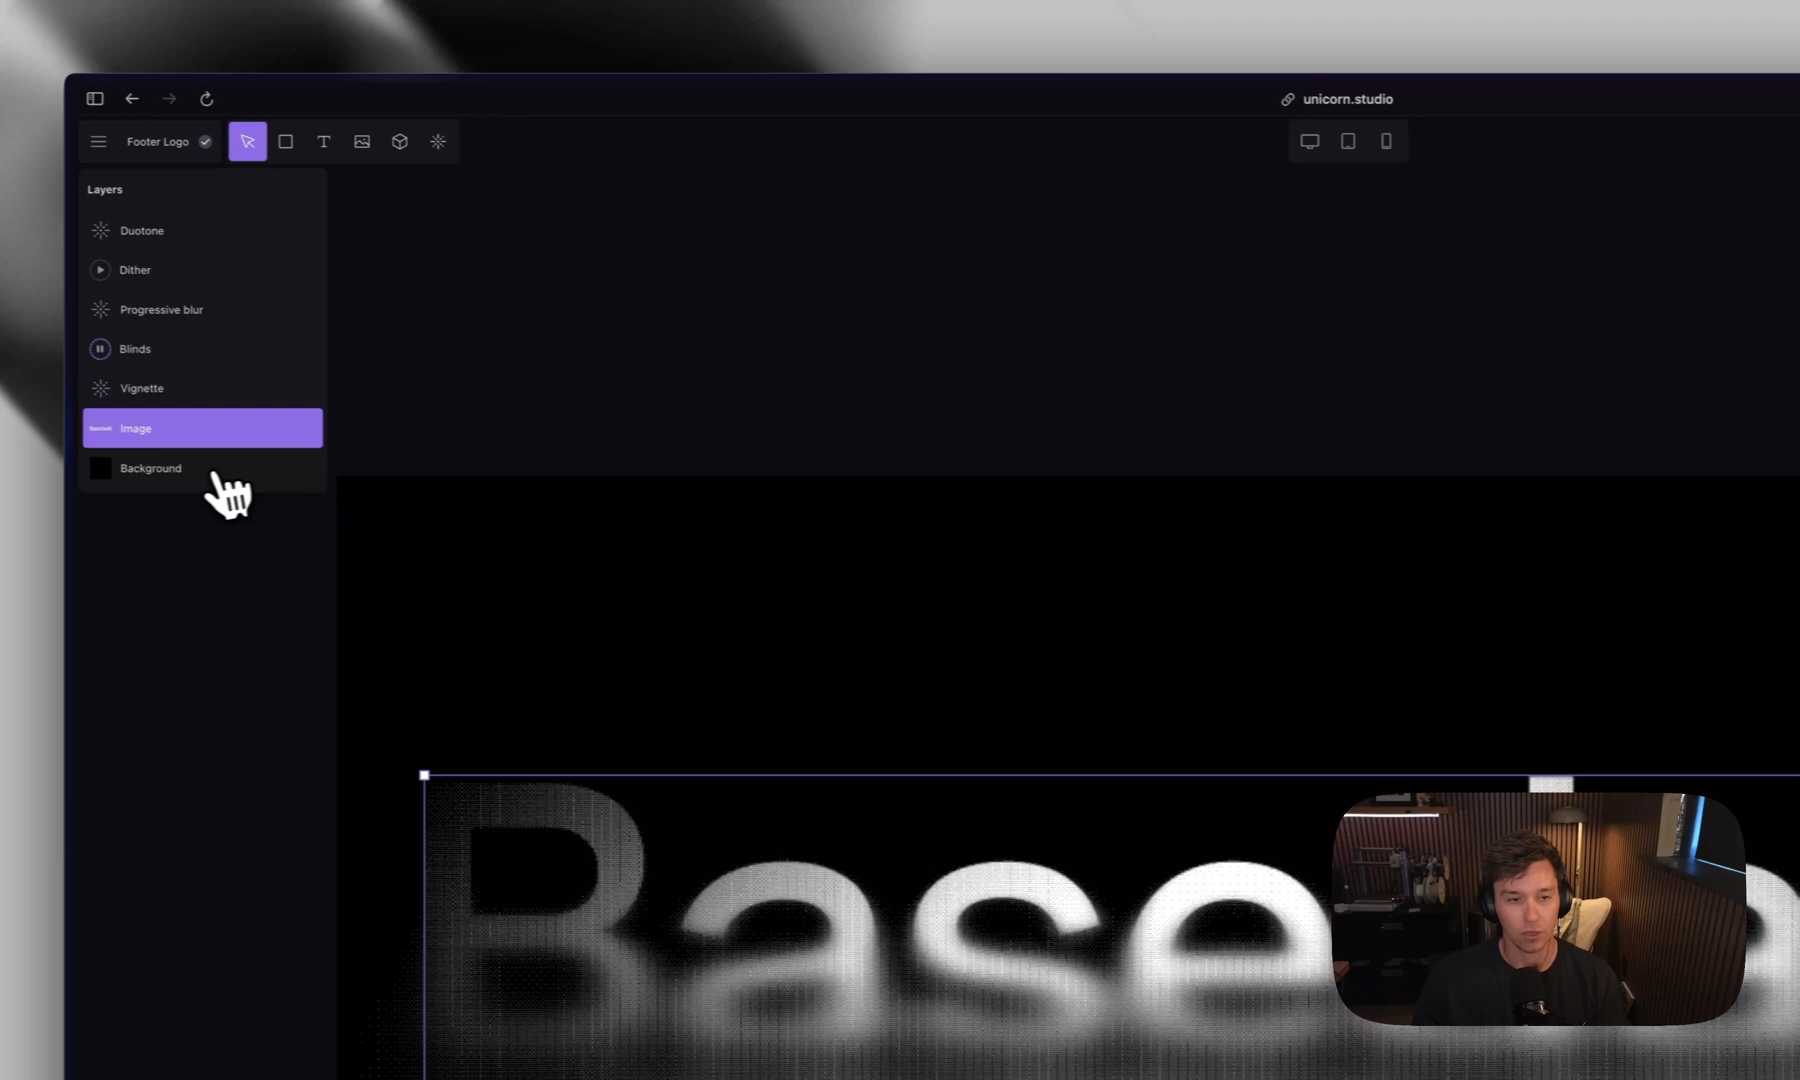 unicorn.studio
Footer Logo
Layers
Duotone
Dither
Progressive blur
Blinds
Vignette
Image
Background
Base